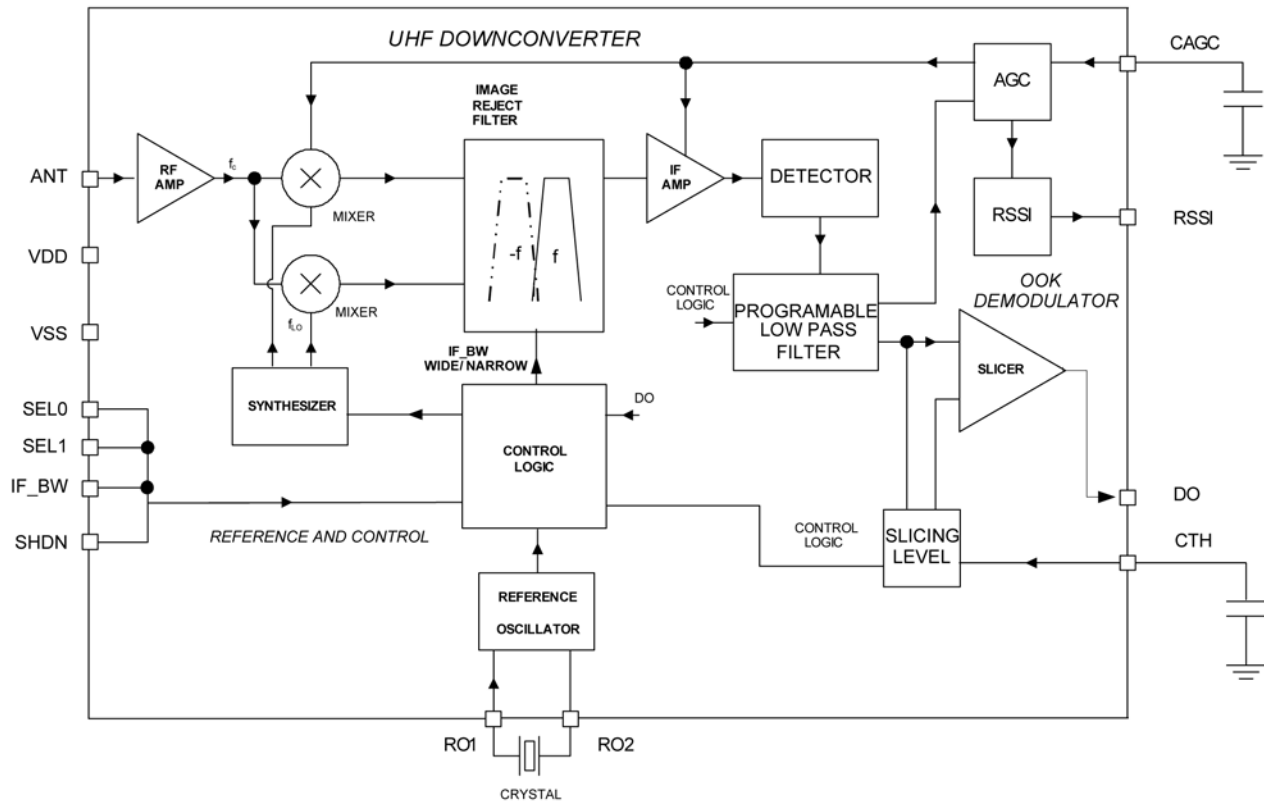 UHF DOWNCONVERTER
CAGC
AGC
IMAGE
REJECT
FILTER
ANT
RF
AMP
fc
MIXER
-f
f
IF
AMP
DETECTOR
RSSI
RSSI
VDD
MIXER
fLO
CONTROL
LOGIC
PROGRAMABLE
LOW PASS
FILTER
OOK
DEMODULATOR
VSS
IF_BW
WIDE/ NARROW
SLICER
SYNTHESIZER
DO
SEL0
SEL1
IF_BW
SHDN
CONTROL
LOGIC
REFERENCE AND CONTROL
CONTROL
LOGIC
SLICING
LEVEL
DO
CTH
REFERENCE
OSCILLATOR
RO1
RO2
CRYSTAL